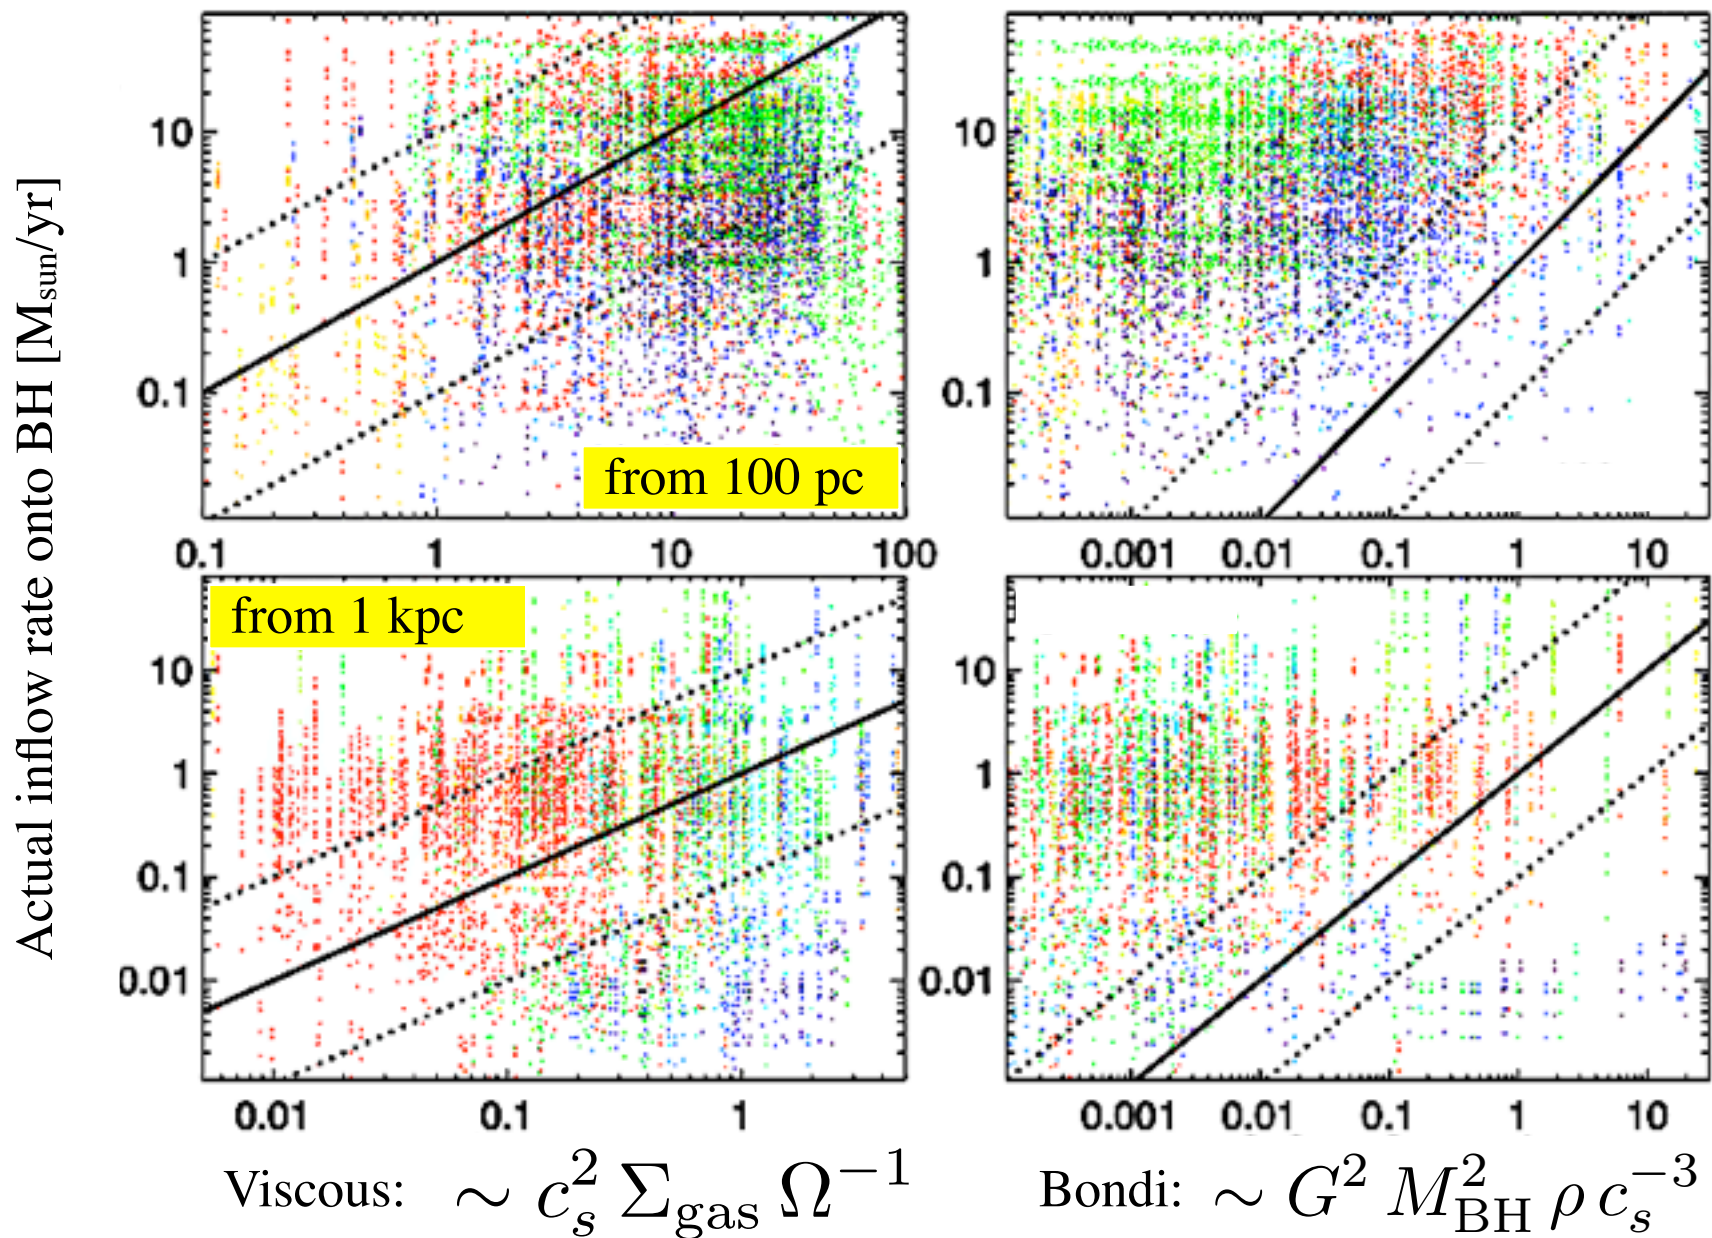 Actual inflow rate onto BH [M_sun/yr]
10
1
0.1
from 100 pc
0.1 1 10 100
10
1
0.1
0.001 0.01 0.1 1 10
from 1 kpc
10
1
0.1
0.01
0.01 0.1 1
10
1
0.1
0.01
0.001 0.01 0.1 1 10
Viscous: ∼ c_s^2 Σ_gas Ω^−1
Bondi: ∼ G^2 M_BH^2 ρ c_s^−3